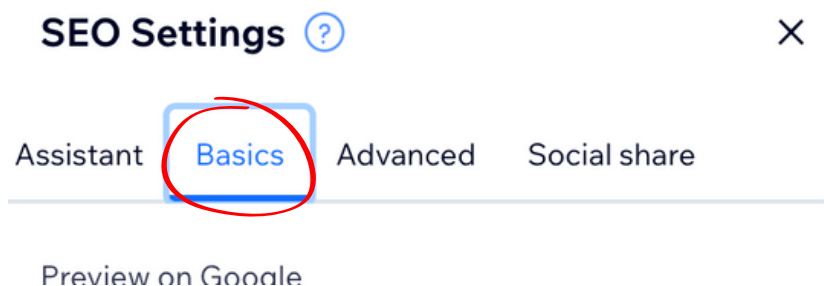 SEO Settings ?
Assistant Basics Advanced Social share
Preview on Google